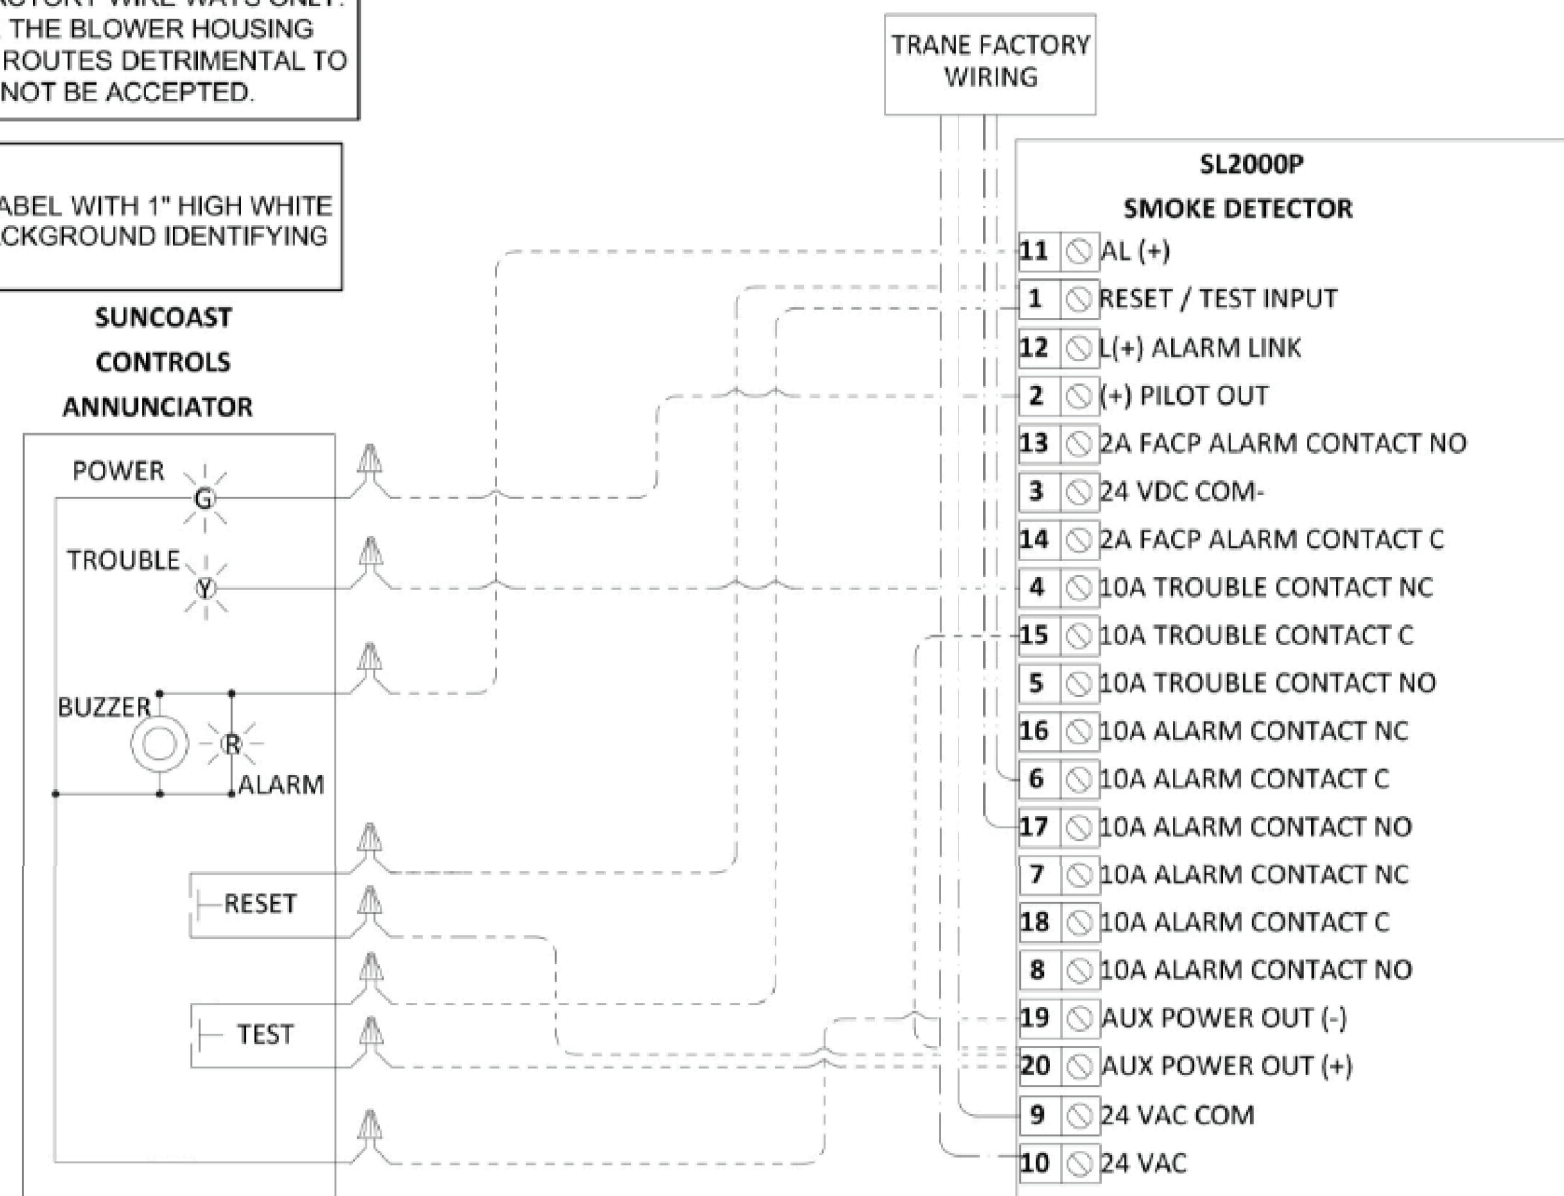 THE BLOWER HOUSING
ROUTES DETRIMENTAL TO
NOT BE ACCEPTED.
LABEL WITH 1" HIGH WHITE
BACKGROUND IDENTIFYING
SUNCOAST
CONTROLS
ANNUNCIATOR
POWER
G
TROUBLE
Y
BUZZER
R
ALARM
RESET
TEST
TRANE FACTORY
WIRING
SL2000P
SMOKE DETECTOR
11 AL (+)
1 RESET / TEST INPUT
12 L(+) ALARM LINK
2 (+) PILOT OUT
13 2A FACP ALARM CONTACT NO
3 24 VDC COM-
14 2A FACP ALARM CONTACT C
4 10A TROUBLE CONTACT NC
15 10A TROUBLE CONTACT C
5 10A TROUBLE CONTACT NO
16 10A ALARM CONTACT NC
6 10A ALARM CONTACT C
17 10A ALARM CONTACT NO
7 10A ALARM CONTACT NC
18 10A ALARM CONTACT C
8 10A ALARM CONTACT NO
19 AUX POWER OUT (-)
20 AUX POWER OUT (+)
9 24 VAC COM
10 24 VAC